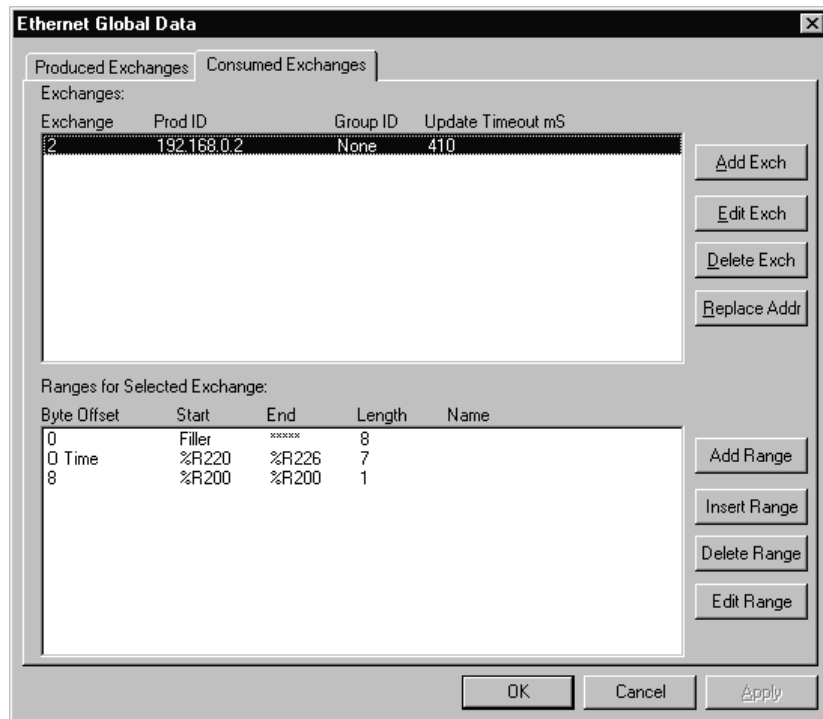 Ethernet Global Data
Produced Exchanges Consumed Exchanges
Exchanges:
Exchange Prod ID Group ID Update Timeout mS
2 192.168.0.2 None 410
Add Exch
Edit Exch
Delete Exch
Replace Addr
Ranges for Selected Exchange:
Byte Offset Start End Length Name
0 Filler ***** 8
0 Time %R220 %R226 7
8 %R200 %R200 1
Add Range
Insert Range
Delete Range
Edit Range
OK Cancel Apply